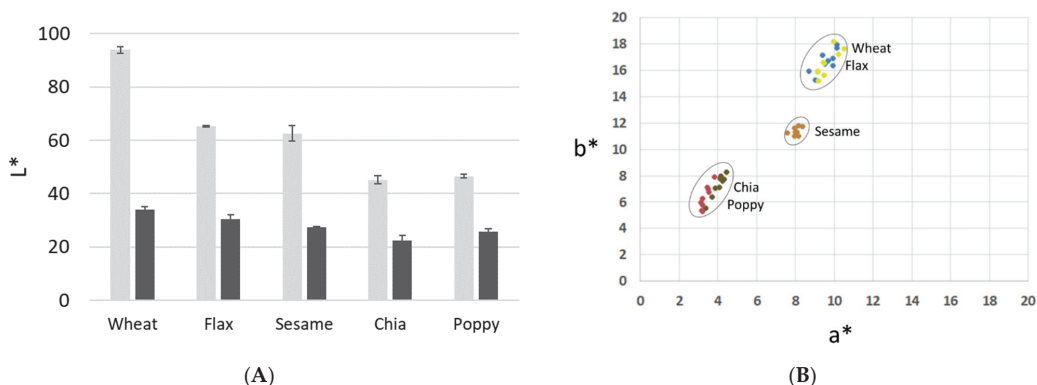 100
80
60
40
20
0
L*
Wheat Flax Sesame Chia Poppy
(A)
20
18
16
14
12
10
8
6
4
2
0
b*
Wheat
Flax
Sesame
Chia
Poppy
0 2 4 6 8 10 12 14 16 18 20
a*
(B)